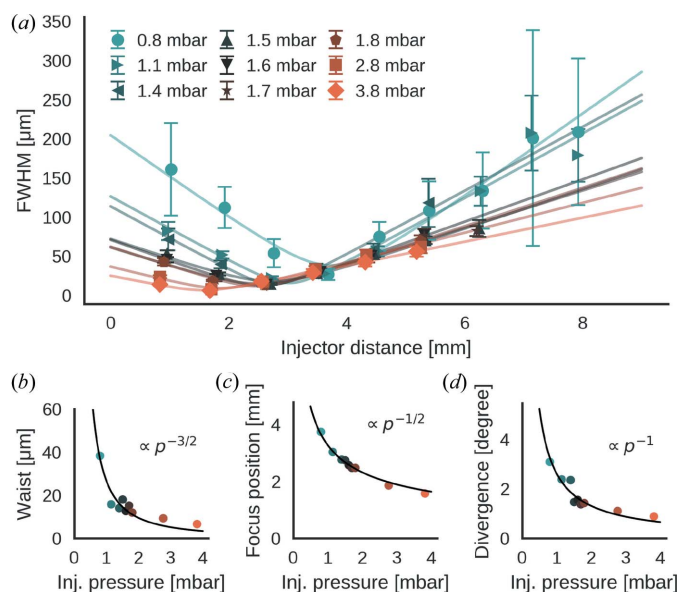 (a)
350
300
250
200
150
100
50
0
FWHM [µm]
0.8 mbar
1.1 mbar
1.4 mbar
1.5 mbar
1.6 mbar
1.7 mbar
1.8 mbar
2.8 mbar
3.8 mbar
0 2 4 6 8
Injector distance [mm]
(b)
60
40
20
0
Waist [µm]
∝ p^{-3/2}
0 1 2 3 4
Inj. pressure [mbar]
(c)
4
2
0
Focus position [mm]
∝ p^{-1/2}
0 1 2 3 4
Inj. pressure [mbar]
(d)
4
2
0
Divergence [degree]
∝ p^{-1}
0 1 2 3 4
Inj. pressure [mbar]